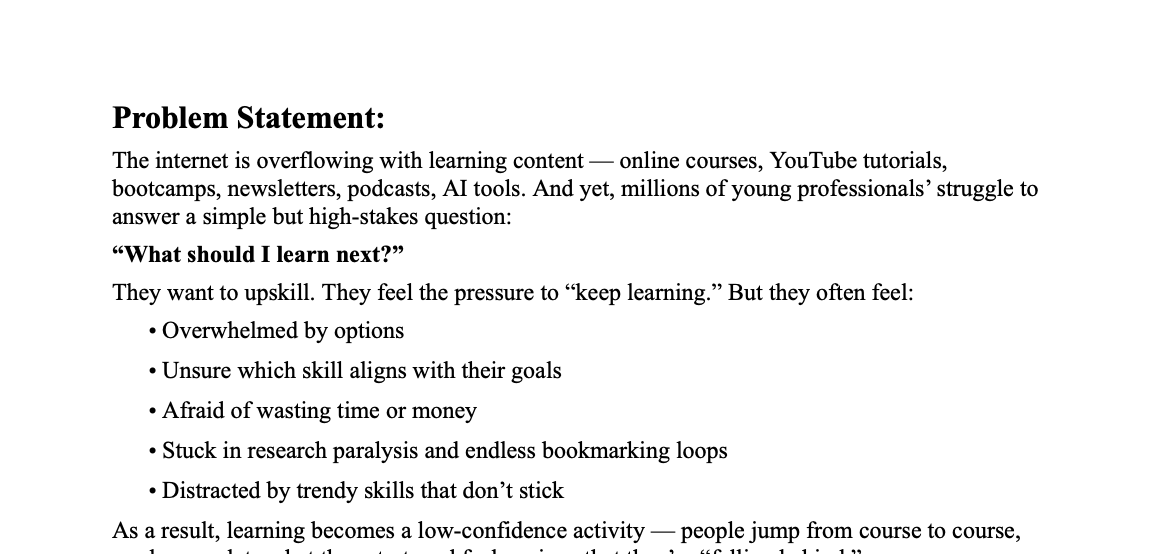 Problem Statement:
The internet is overflowing with learning content — online courses, YouTube tutorials,
bootcamps, newsletters, podcasts, AI tools. And yet, millions of young professionals’ struggle to
answer a simple but high-stakes question:
“What should I learn next?”
They want to upskill. They feel the pressure to “keep learning.” But they often feel:
• Overwhelmed by options
• Unsure which skill aligns with their goals
• Afraid of wasting time or money
• Stuck in research paralysis and endless bookmarking loops
• Distracted by trendy skills that don’t stick
As a result, learning becomes a low-confidence activity — people jump from course to course,